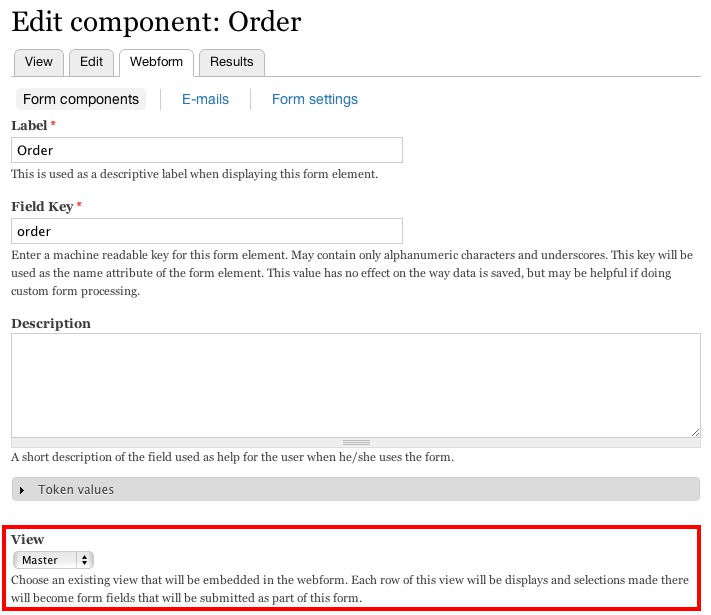 Edit component: Order
View Edit Webform Results
Form components E-mails Form settings
Label *
Order
This is used as a descriptive label when displaying this form element.
Field Key *
order
Enter a machine readable key for this form element. May contain only alphanumeric characters and underscores. This key will be
used as the name attribute of the form element. This value has no effect on the way data is saved, but may be helpful if doing
custom form processing.
Description
A short description of the field used as help for the user when he/she uses the form.
Token values
View
Master
Choose an existing view that will be embedded in the webform. Each row of this view will be displays and selections made there
will become form fields that will be submitted as part of this form.